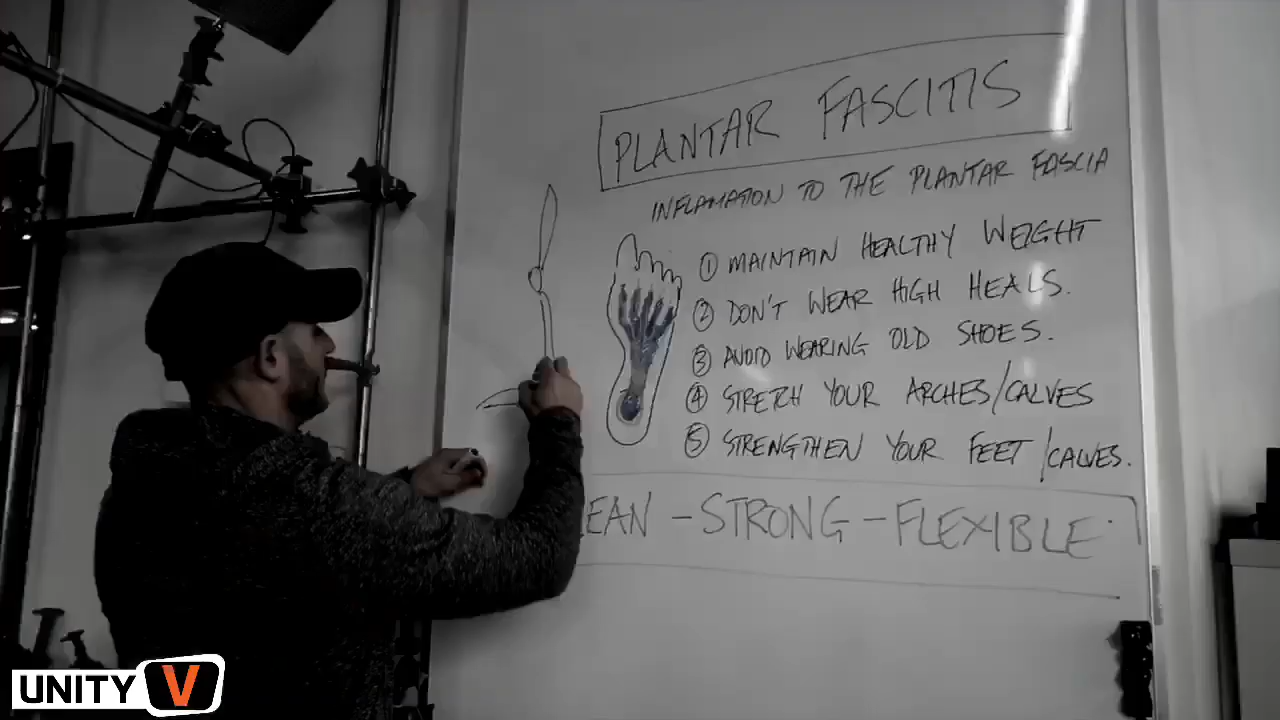 PLANTAR FASCITIS
INFLAMATION TO THE PLANTAR FASCIA
① MAINTAIN HEALTHY WEIGHT
② DON'T WEAR HIGH HEALS.
③ AVOID WEARING OLD SHOES.
④ STRETCH YOUR ARCHES/CALVES
⑤ STRENGTHEN YOUR FEET/CALVES.
EAN - STRONG - FLEXIBLE
UNITY V